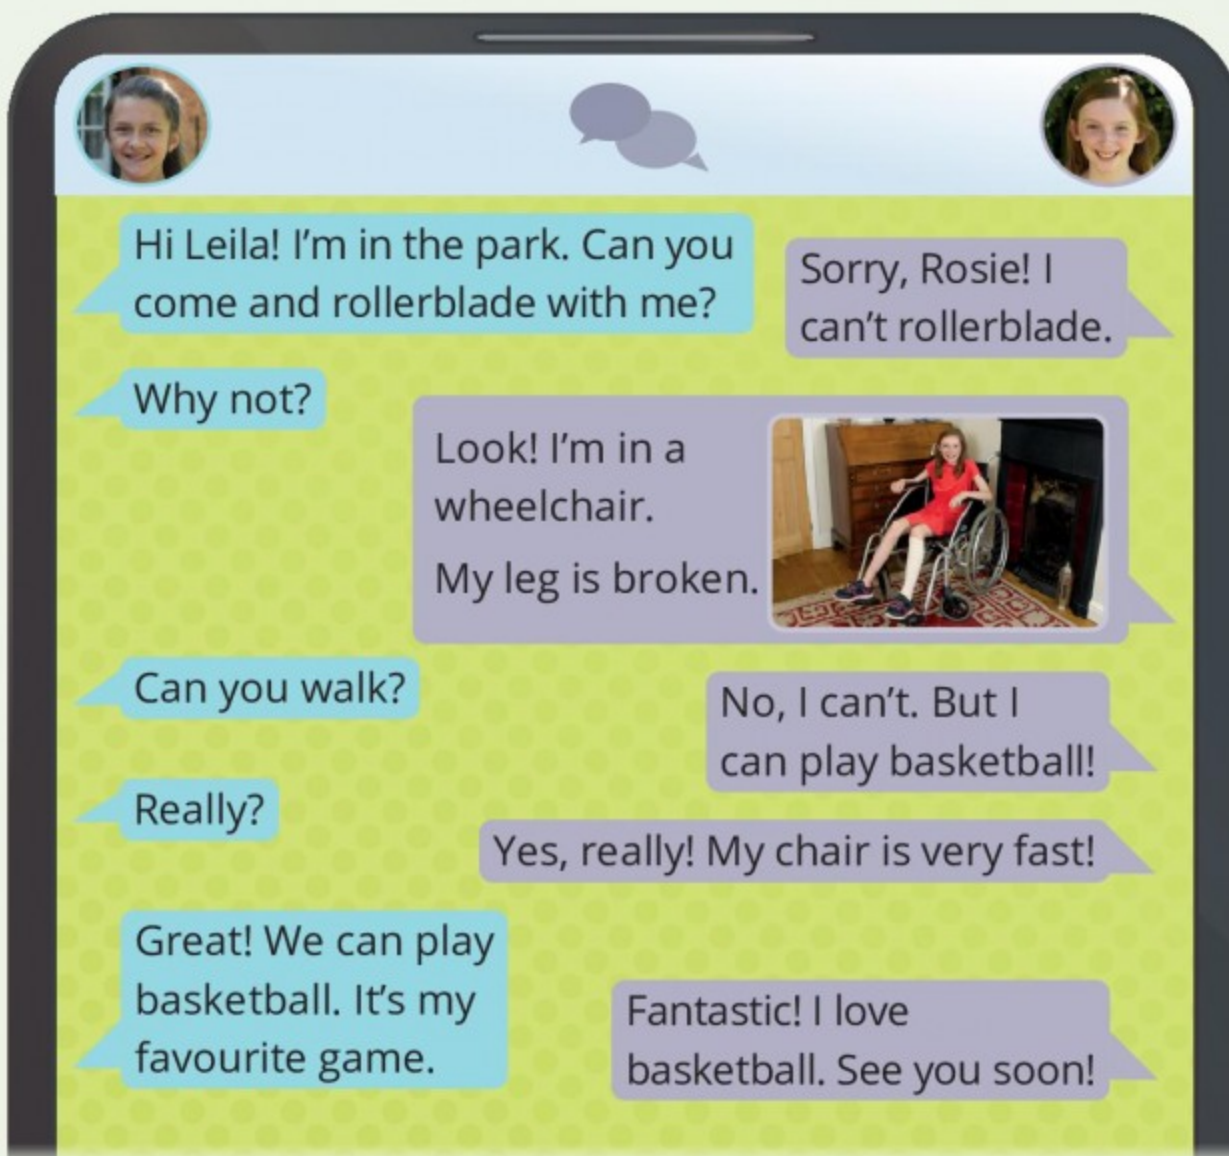 Hi Leila! I'm in the park. Can you
come and rollerblade with me?
Sorry, Rosie! I
can't rollerblade.
Why not?
Look! I'm in a
wheelchair.
My leg is broken.
Can you walk?
No, I can't. But I
can play basketball!
Really?
Yes, really! My chair is very fast!
Great! We can play
basketball. It's my
favourite game.
Fantastic! I love
basketball. See you soon!